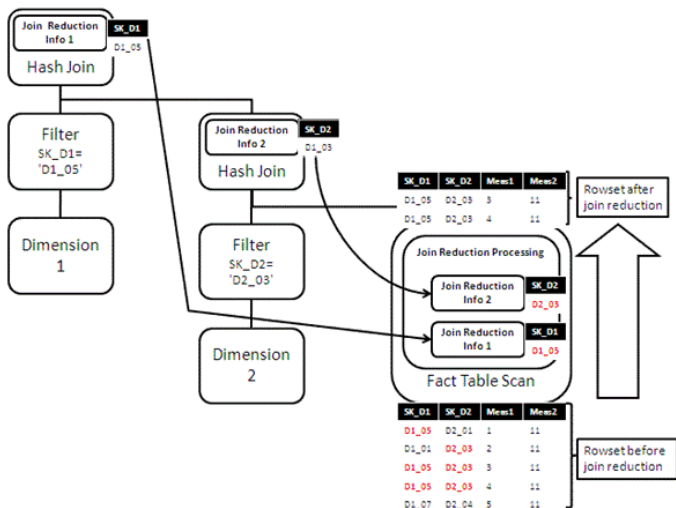 Join Reduction
Info 1
SK_D1
D1_05
Hash Join
Filter
SK_D1=
'D1_05'
Dimension
1
Join Reduction
Info 2
SK_D2
D1_03
Hash Join
Filter
SK_D2=
'D2_03'
Dimension
2
SK_D1 SK_D2 Meas1 Meas2
D1_05 D2_03 3 11
D1_05 D2_03 4 11
Rowset after
join reduction
Join Reduction Processing
Join Reduction
Info 2
SK_D2
D2_03
Join Reduction
Info 1
SK_D1
D1_05
Fact Table Scan
SK_D1 SK_D2 Meas1 Meas2
D1_05 D2_01 1 11
D1_01 D2_03 2 11
D1_05 D2_03 3 11
D1_05 D2_03 4 11
D1_07 D2_04 5 11
Rowset before
join reduction